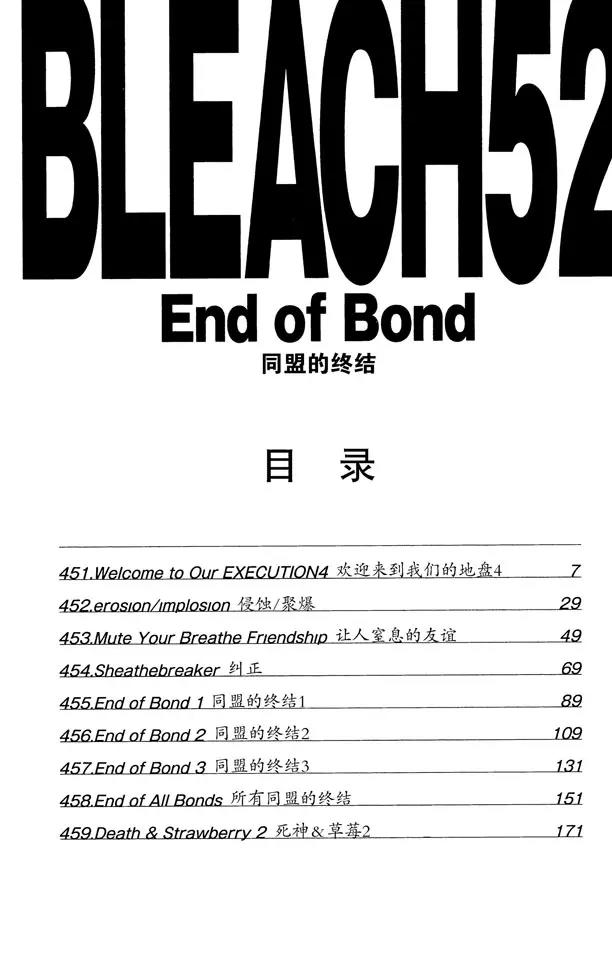 BLEACH52
End of Bond
同盟的终结
目 录
451.Welcome to Our EXECUTION4 欢迎来到我们的地盘4 7
452.erosion/implosion 侵蚀/聚爆 29
453.Mute Your Breathe Friendship 让人窒息的友谊 49
454.Sheathebreaker 纠正 69
455.End of Bond 1 同盟的终结1 89
456.End of Bond 2 同盟的终结2 109
457.End of Bond 3 同盟的终结3 131
458.End of All Bonds 所有同盟的终结 151
459.Death & Strawberry 2 死神&草莓2 171